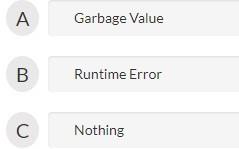 A Garbage Value
B Runtime Error
C Nothing